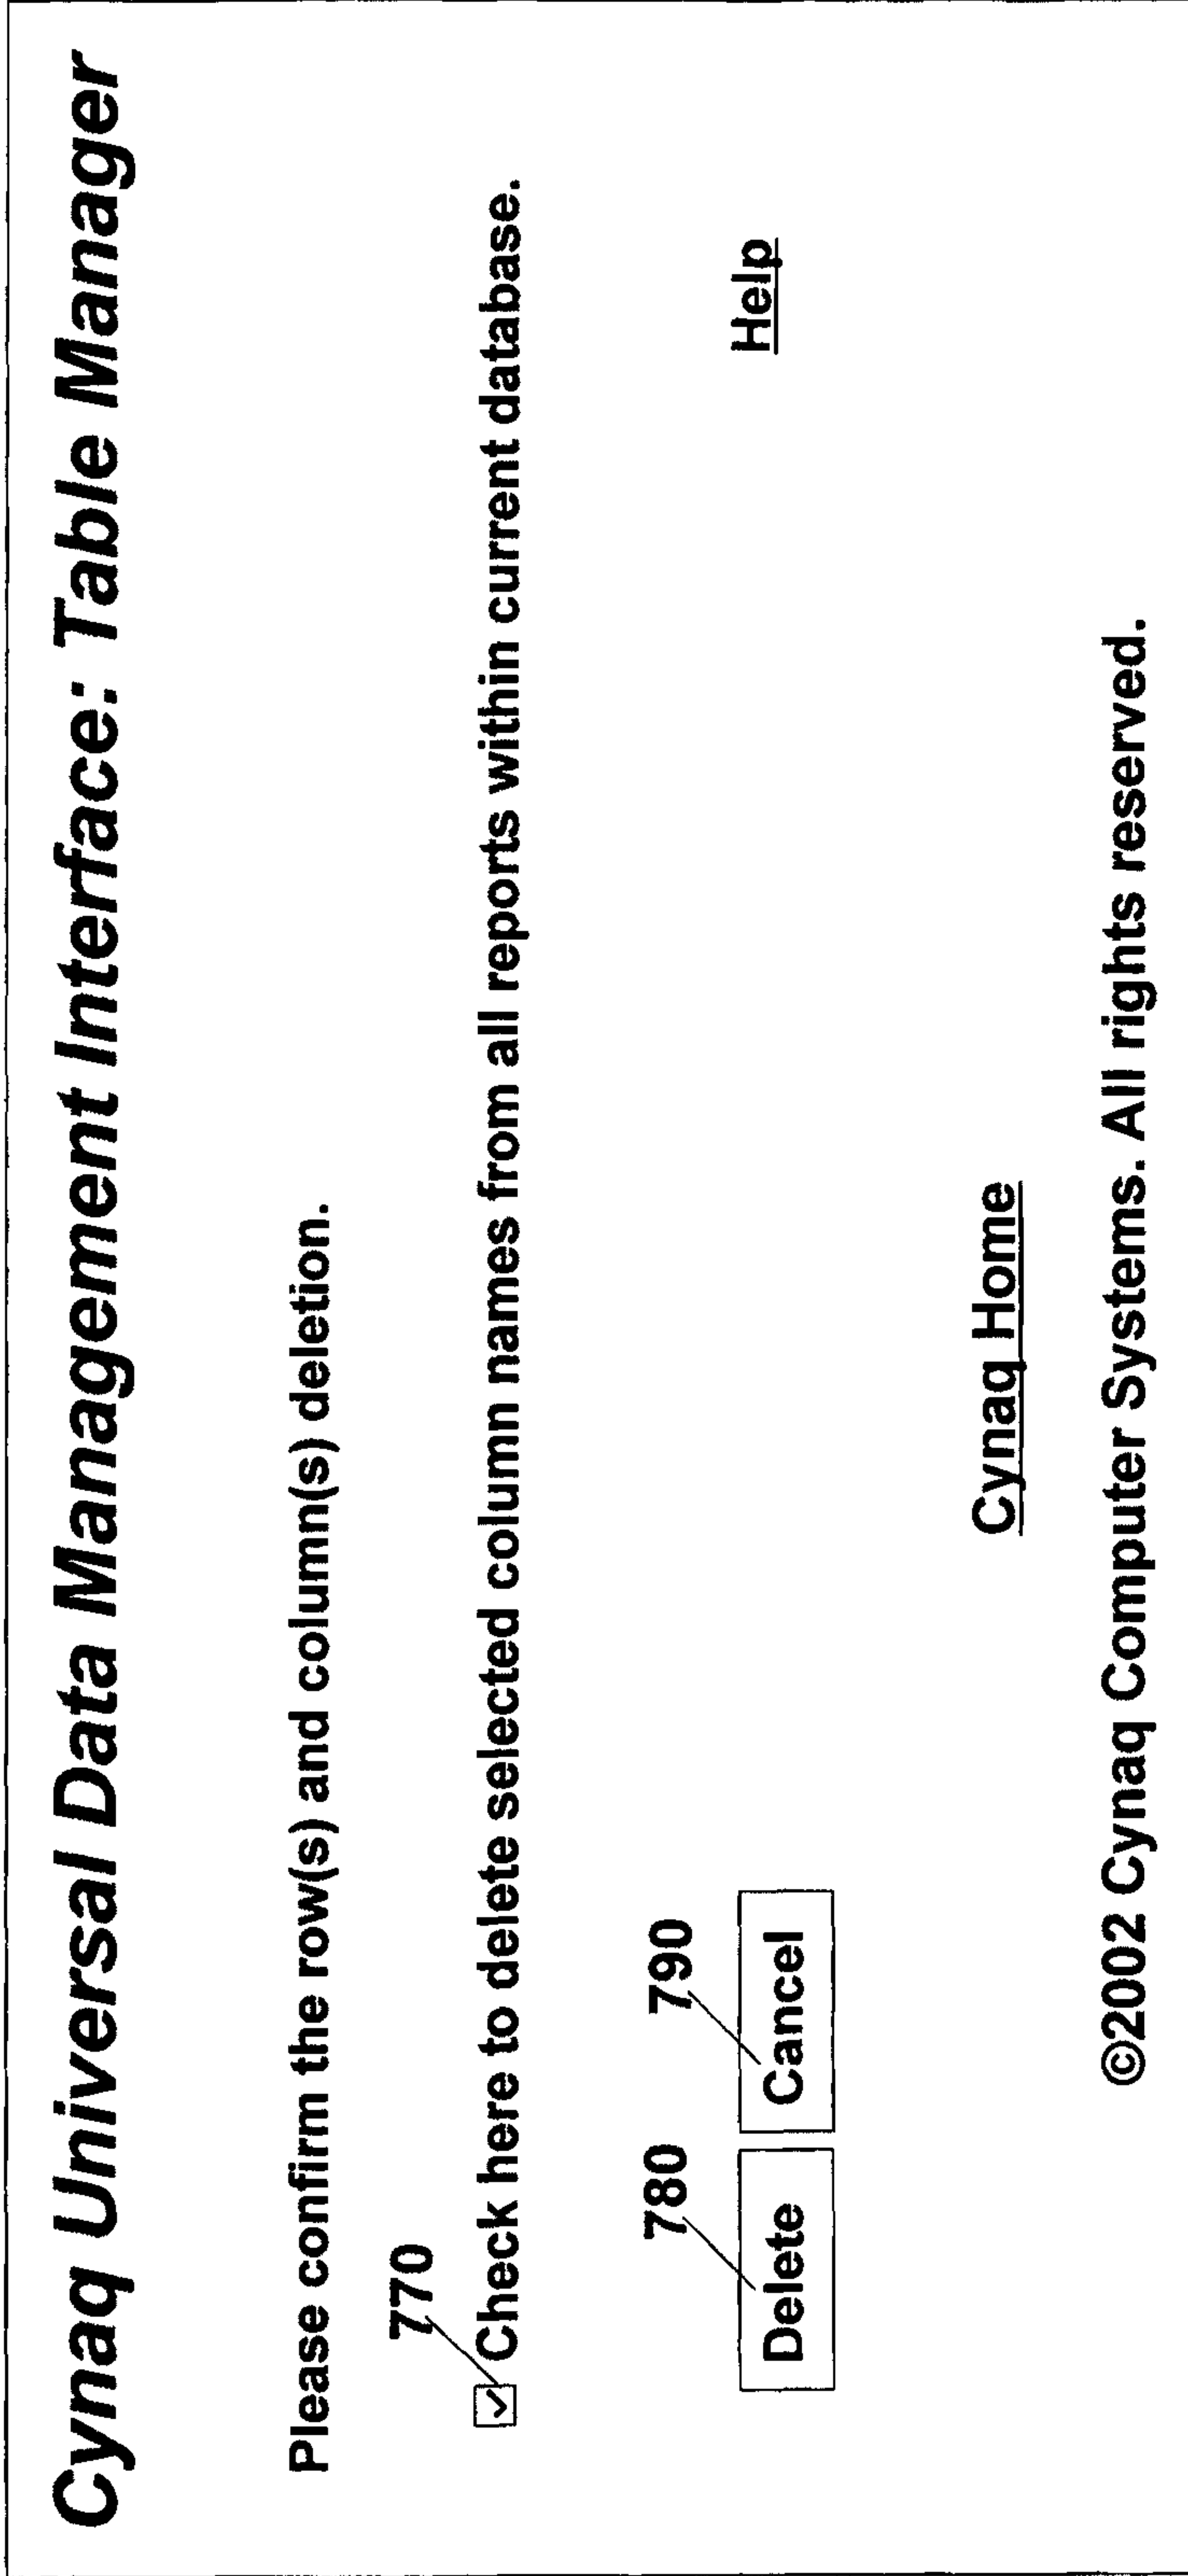 Cynaq Universal Data Management Interface: Table Manager
Please confirm the row(s) and column(s) deletion.
770
Check here to delete selected column names from all reports within current database.
780 790
Delete Cancel Help
Cynaq Home
©2002 Cynaq Computer Systems. All rights reserved.